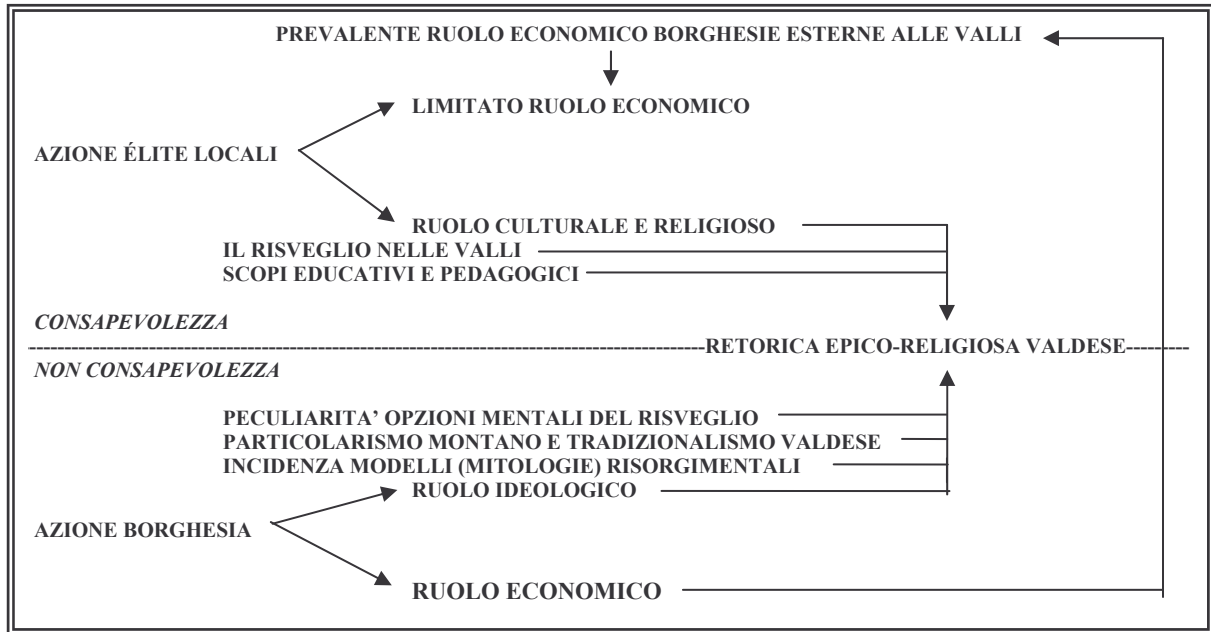 PREVALENTE RUOLO ECONOMICO BORGHESIE ESTERNE ALLE VALLI
LIMITATO RUOLO ECONOMICO
AZIONE ÉLITE LOCALI
RUOLO CULTURALE E RELIGIOSO
IL RISVEGLIO NELLE VALLI
SCOPI EDUCATIVI E PEDAGOGICI
CONSAPEVOLEZZA
RETORICA EPICO-RELIGIOSA VALDESE
NON CONSAPEVOLEZZA
PECULIARITA’ OPZIONI MENTALI DEL RISVEGLIO
PARTICOLARISMO MONTANO E TRADIZIONALISMO VALDESE
INCIDENZA MODELLI (MITOLOGIE) RISORGIMENTALI
RUOLO IDEOLOGICO
AZIONE BORGHESIA
RUOLO ECONOMICO